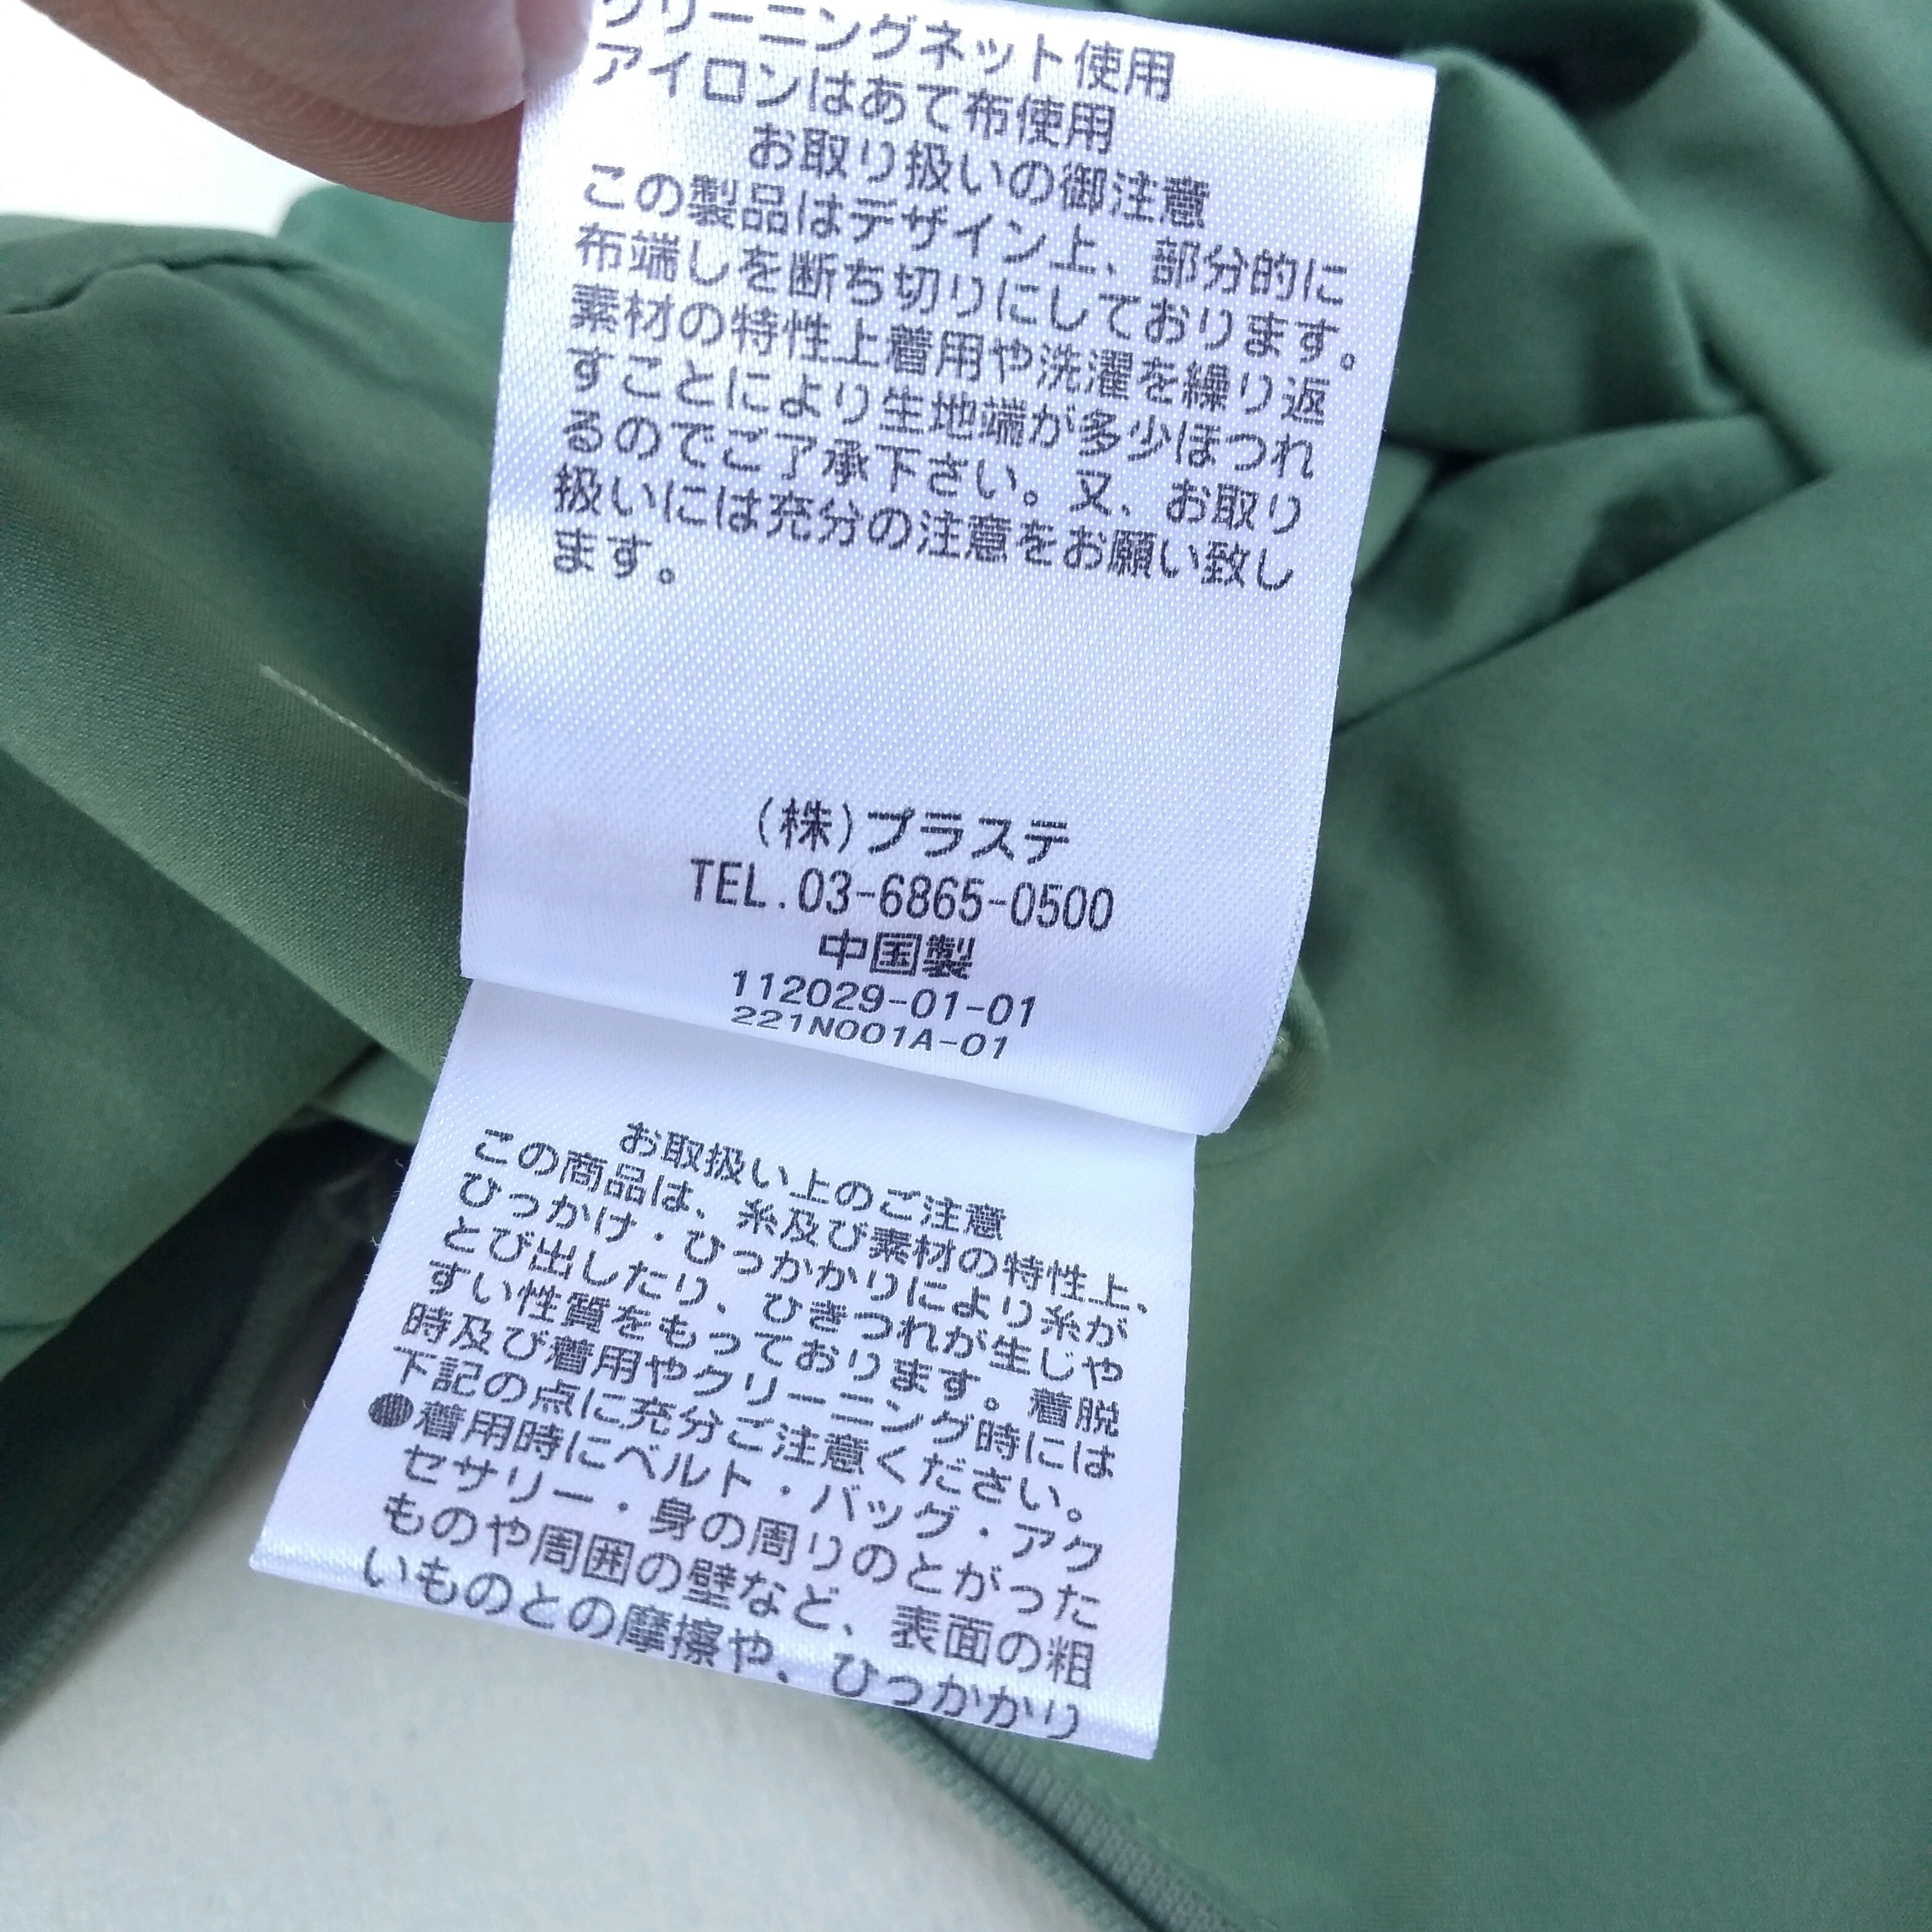 クリーニングネット使用
アイロンはあて布使用
お取り扱いの御注意
この製品はデザイン上、部分的に
布端しを断ち切りにしております。
素材の特性上着用や洗濯を繰り返
すことにより生地端が多少ほつれ
るのでご了承下さい。又、お取り
扱いには充分の注意をお願い致し
ます。
(株)プラステ
TEL.03-6865-0500
中国製
112029-01-01
221N001A-01
お取扱い上のご注意
この商品は、糸及び素材の特性上、
ひっかけ・ひっかかりにより糸が
とび出したり、ひきつれが生じや
すい性質をもっております。着脱
時及び着用やクリーニング時には
下記の点に充分ご注意ください。
●着用時にベルト・バッグ・アク
セサリー・身の周りのとがった
ものや周囲の壁など、表面の粗
いものとの摩擦や、ひっかかり